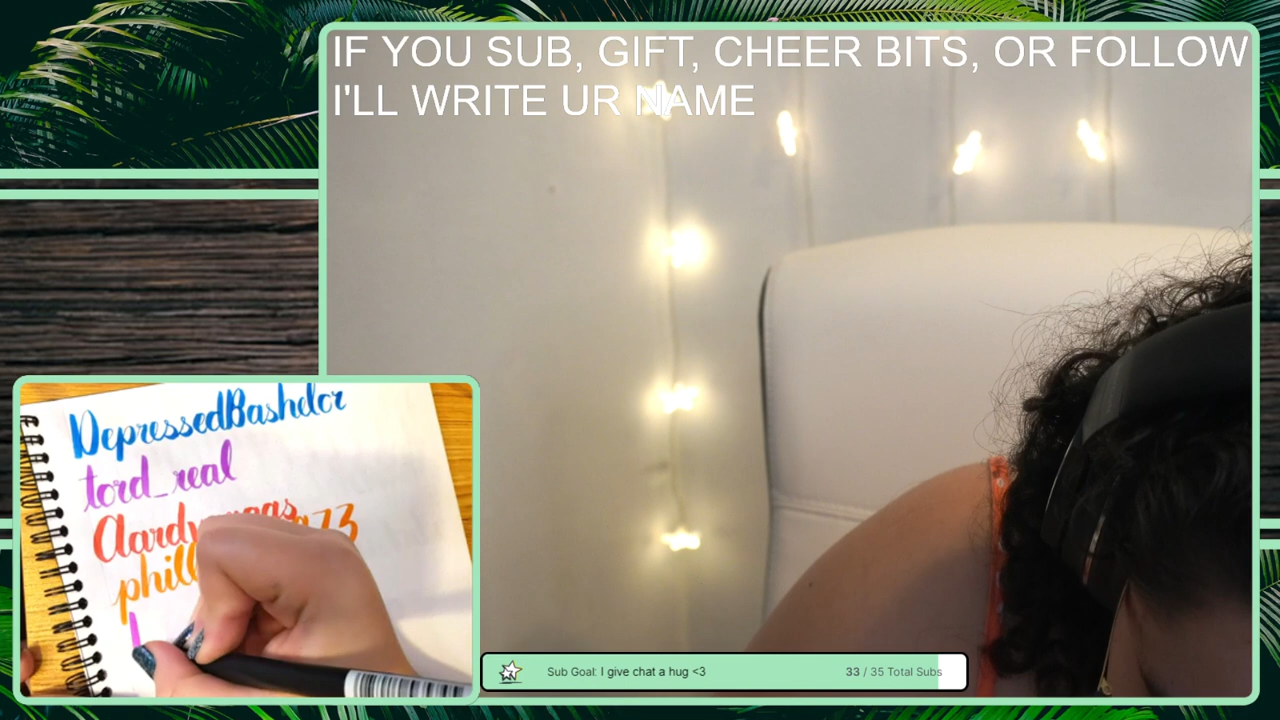 IF YOU SUB, GIFT, CHEER BITS, OR FOLLOW
I'LL WRITE UR NAME
DepressedBashelor
tord_real
Sub Goal: I give chat a hug <3
33 / 35 Total Subs